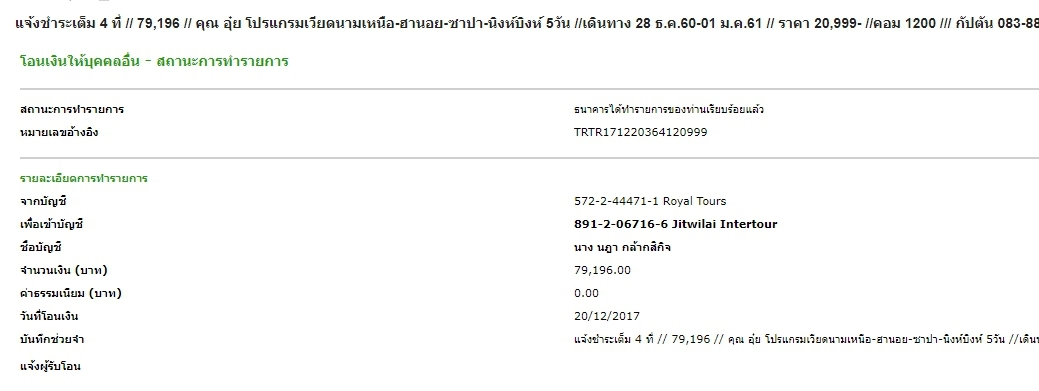 แจ้งชำระเต็ม 4 ที่ // 79,196 // คุณ อุ๋ย โปรแกรมเวียดนามเหนือ-ฮานอย-ซาปา-นิงห์บิงห์ 5วัน //เดินทาง 28 ธ.ค.60-01 ม.ค.61 // ราคา 20,999- //คอม 1200 /// กัปตัน 083-88
โอนเงินให้บุคคลอื่น - สถานะการทำรายการ
สถานะการทำรายการ ธนาคารได้ทำรายการของท่านเรียบร้อยแล้ว
หมายเลขอ้างอิง TRTR171220364120999
รายละเอียดการทำรายการ
จากบัญชี 572-2-44471-1 Royal Tours
เพื่อเข้าบัญชี 891-2-06716-6 Jitwilai Intertour
ชื่อบัญชี นาง นฎา กล้ากสิกิจ
จำนวนเงิน (บาท) 79,196.00
ค่าธรรมเนียม (บาท) 0.00
วันที่โอนเงิน 20/12/2017
บันทึกช่วยจำ แจ้งชำระเต็ม 4 ที่ // 79,196 // คุณ อุ๋ย โปรแกรมเวียดนามเหนือ-ฮานอย-ซาปา-นิงห์บิงห์ 5วัน //เดิน
แจ้งผู้รับโอน